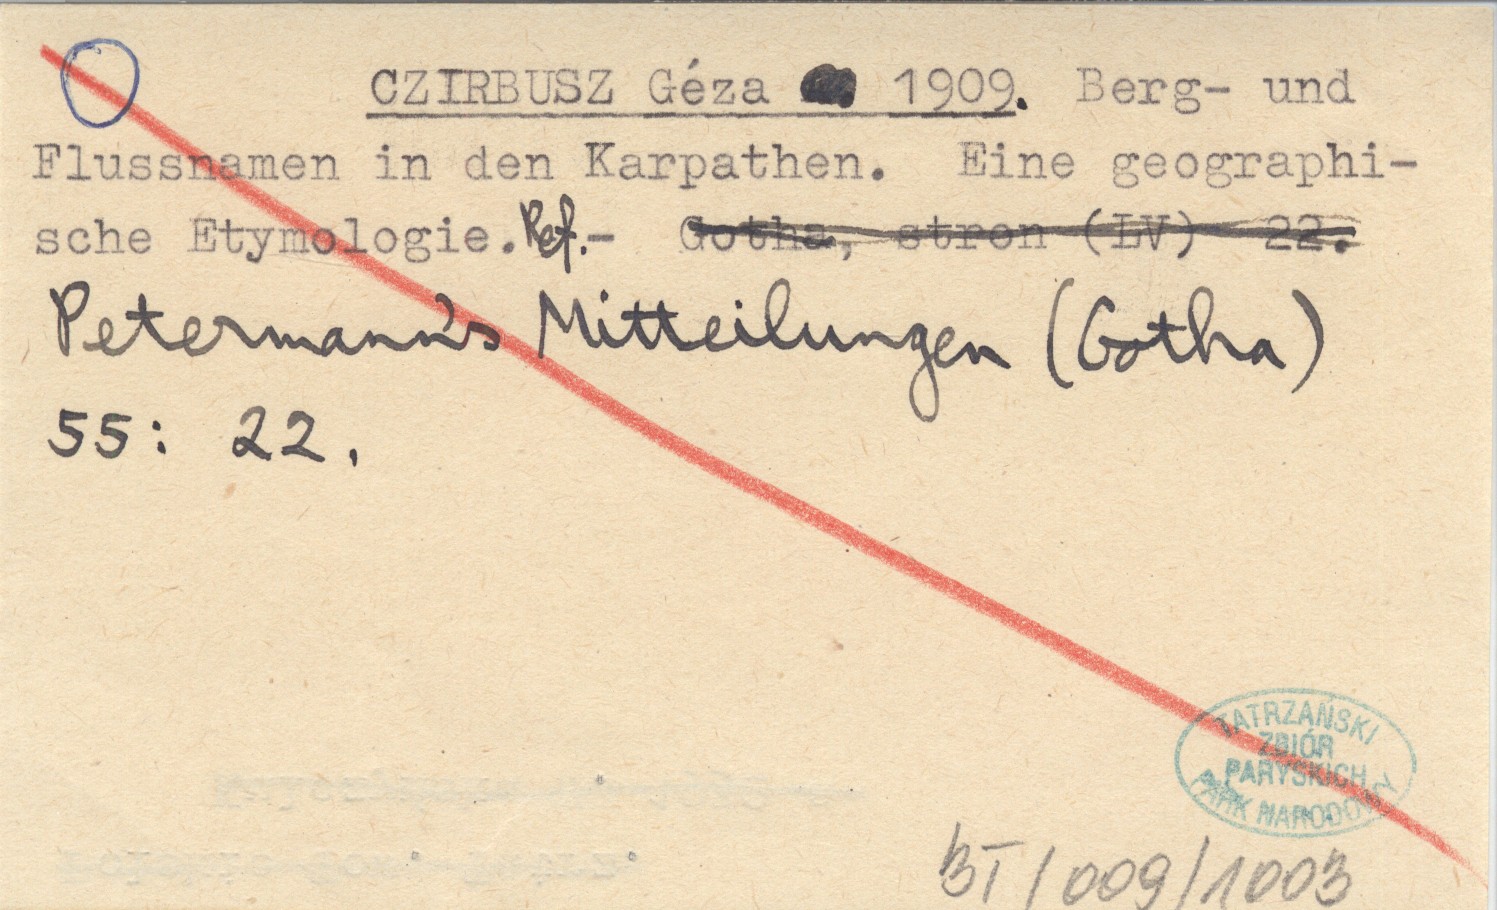 CZIRBUSZ Géza 1909. Berg- und
Flussnamen in den Karpathen. Eine geographi-
sche Etymologie. Ref. - Gotha, stron (LV) 22.
Petermann's Mitteilungen (Gotha)
55: 22.
TATRZAŃSKI
ZBIÓR
PARYSKICH
PARK NARODOWY
BT/009/1003